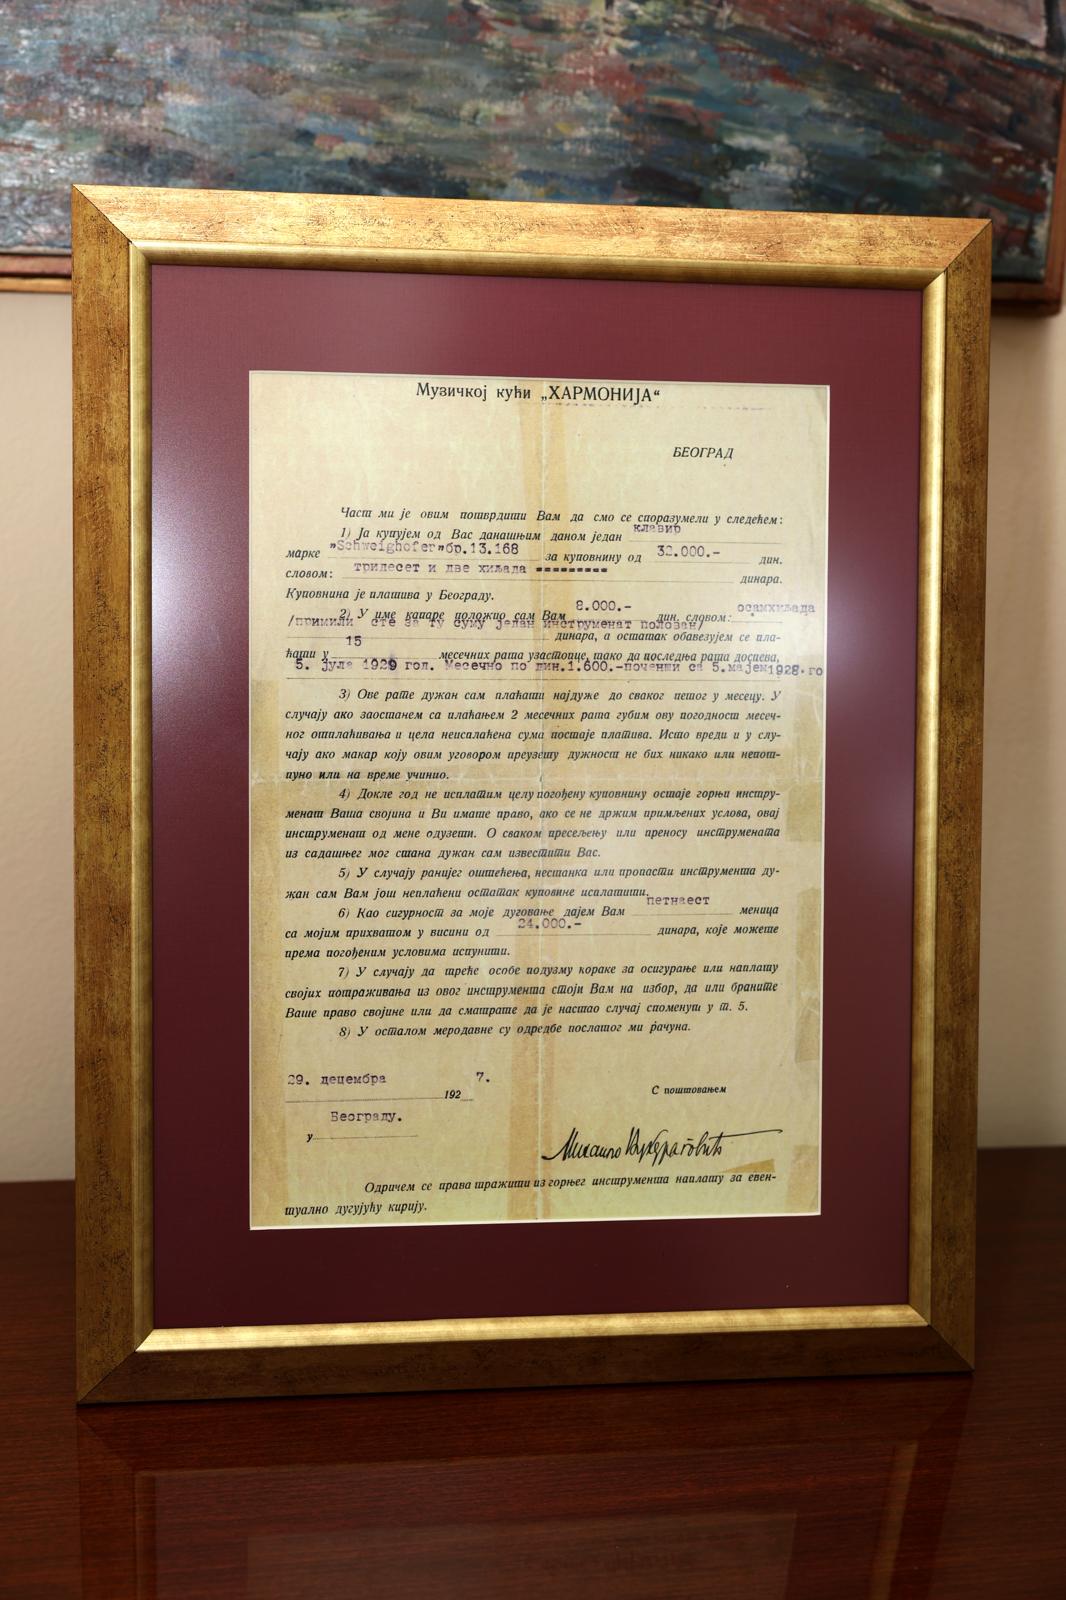 Музичкој кући „ХАРМОНИЈА“
БЕОГРАД
Част ми је овим потврдити Вам да смо се споразумели у следећем:
1) Ја купујем од Вас данашњим даном један клавир
марке "Schweighofer" бр.13.168 за куповнину од 32.000.- дин.
словом: тридесет и две хиљада ========= динара.
Куповнина је платива у Београду.
2) У име капаре положио сам Вам 8.000.- дин. словом: осамхиљада
/примили сте за ту суму један инструменат полован/
динара, а остатак обавезујем се пла-
ћати у 15 месечних рата узастопце, тако да последња рата доспева,
5. јула 1929 год. Месечно по дин.1.600.-почевши са 5.мајем 1928.го
3) Ове рате дужан сам плаћати најдуже до сваког петог у месецу. У
случају ако заостанем са плаћањем 2 месечних рата губим ову погодност месеч-
ног отплаћивања и цела неисплаћена сума постаје платива. Исто вреди и у слу-
чају ако макар коју овим уговором преузету дужност не бих никако или непот-
пуно или на време учинио.
4) Докле год не исплатим целу погођену куповнину остаје горњи инстру-
менат Ваша својина и Ви имате право, ако се не држим примљених услова, овај
инструменат од мене одузети. О сваком пресељењу или преносу инструмената
из садашњег мог стана дужан сам известити Вас.
5) У случају ранијег оштећења, нестанка или пропасти инструмента ду-
жан сам Вам још неплаћени остатак куповине исплатити.
6) Као сигурност за моје дуговање дајем Вам петнаест меница
са мојим прихватом у висини од 24.000.- динара, које можете
према погођеним условима испунити.
7) У случају да треће особе подузму кораке за осигурање или наплату
својих потраживања из овог инструмента стоји Вам на избор, да или браните
Ваше право својине или да сматрате да је настао случај споменут у т. 5.
8) У осталом меродавне су одредбе послатог ми рачуна.
29. децембра 192 7.
С поштовањем
у Београду.
Одричем се права тражити из горњег инструмента наплату за евен-
туално дугујућу кирију.